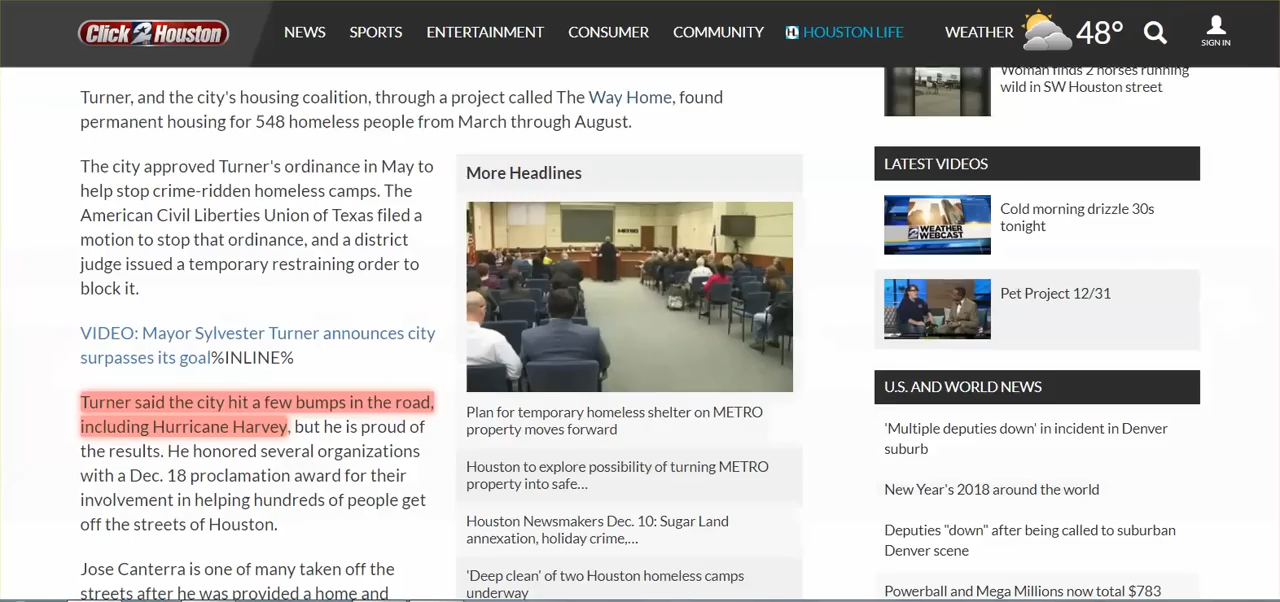 Click 2 Houston
NEWS
SPORTS
ENTERTAINMENT
CONSUMER
COMMUNITY
HOUSTON LIFE
WEATHER
48°
SIGN IN
Turner, and the city's housing coalition, through a project called The Way Home, found
permanent housing for 548 homeless people from March through August.
The city approved Turner's ordinance in May to
help stop crime-ridden homeless camps. The
American Civil Liberties Union of Texas filed a
motion to stop that ordinance, and a district
judge issued a temporary restraining order to
block it.
VIDEO: Mayor Sylvester Turner announces city
surpasses its goal%INLINE%
Turner said the city hit a few bumps in the road,
including Hurricane Harvey, but he is proud of
the results. He honored several organizations
with a Dec. 18 proclamation award for their
involvement in helping hundreds of people get
off the streets of Houston.
Jose Canterra is one of many taken off the
streets after he was provided a home and
More Headlines
METRO
Plan for temporary homeless shelter on METRO
property moves forward
Houston to explore possibility of turning METRO
property into safe...
Houston Newsmakers Dec. 10: Sugar Land
annexation, holiday crime,...
'Deep clean' of two Houston homeless camps
underway
Woman finds 2 horses running
wild in SW Houston street
LATEST VIDEOS
WEATHER
WEBCAST
Cold morning drizzle 30s
tonight
Pet Project 12/31
U.S. AND WORLD NEWS
'Multiple deputies down' in incident in Denver
suburb
New Year's 2018 around the world
Deputies "down" after being called to suburban
Denver scene
Powerball and Mega Millions now total $783